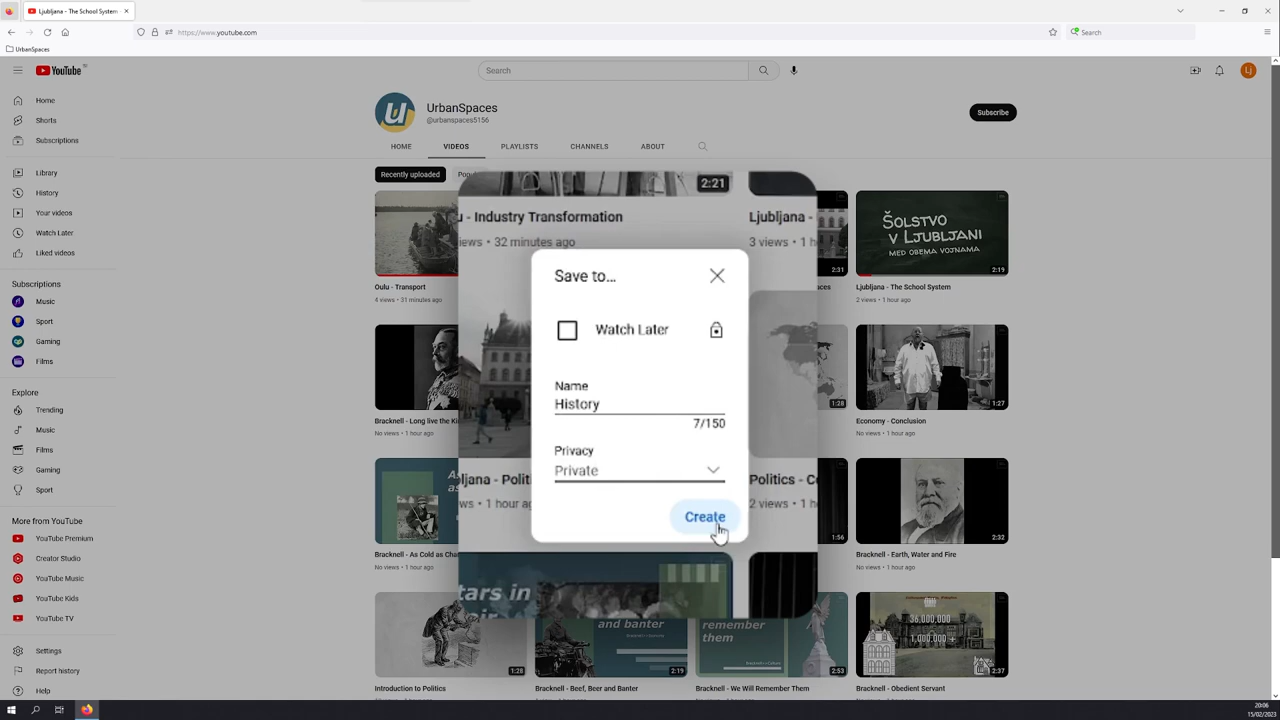 Ljubljana - The School System
https://www.youtube.com
Search
UrbanSpaces
YouTube
Search
Lj
Home
Shorts
Subscriptions
Library
History
Your videos
Watch Later
Liked videos
Subscriptions
Music
Sport
Gaming
Films
Explore
Trending
Music
Films
Gaming
Sport
More from YouTube
YouTube Premium
Creator Studio
YouTube Music
YouTube Kids
YouTube TV
Settings
Report history
Help
U
UrbanSpaces
@urbanspaces5156
Subscribe
HOME VIDEOS PLAYLISTS CHANNELS ABOUT
Recently uploaded
2:21
u - Industry Transformation
iews • 32 minutes ago
Ljubljana -
3 views • 1 h
Save to...
Watch Later
Name
History
7/150
Privacy
Private
Create
jana - Polit
ws • 1 hour ag
Politics - C
2 views • 1 ho
tars in
Oulu - Transport
4 views • 31 minutes ago
2:31
aces
ŠOLSTVO
V LJUBLJANI
MED OBEMA VOJNAMA
2:19
Ljubljana - The School System
2 views • 1 hour ago
Bracknell - Long live the Ki
No views • 1 hour ago
1:28
1:27
Economy - Conclusion
No views • 1 hour ago
Bracknell - As Cold as Cha
No views • 1 hour ago
1:56
2:32
Bracknell - Earth, Water and Fire
No views • 1 hour ago
1:28
Introduction to Politics
and banter
2:19
Bracknell - Beef, Beer and Banter
remember
them
2:53
Bracknell - We Will Remember Them
36,000,000
1,000,000
2:37
Bracknell - Obedient Servant
20:06
15/02/2023